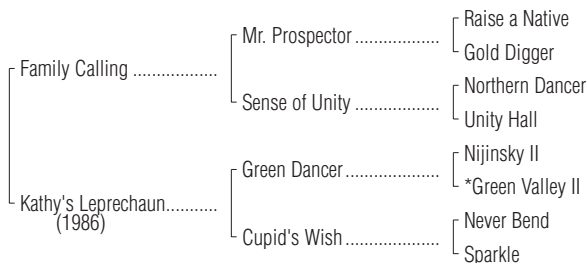 Raise a Native
Mr. Prospector ..................
Gold Digger
Family Calling ..................
Northern Dancer
Sense of Unity ..................
Unity Hall
Nijinsky II
Green Dancer....................
*Green Valley II
Kathy's Leprechaun...........
(1986)
Never Bend
Cupid's Wish ....................
Sparkle